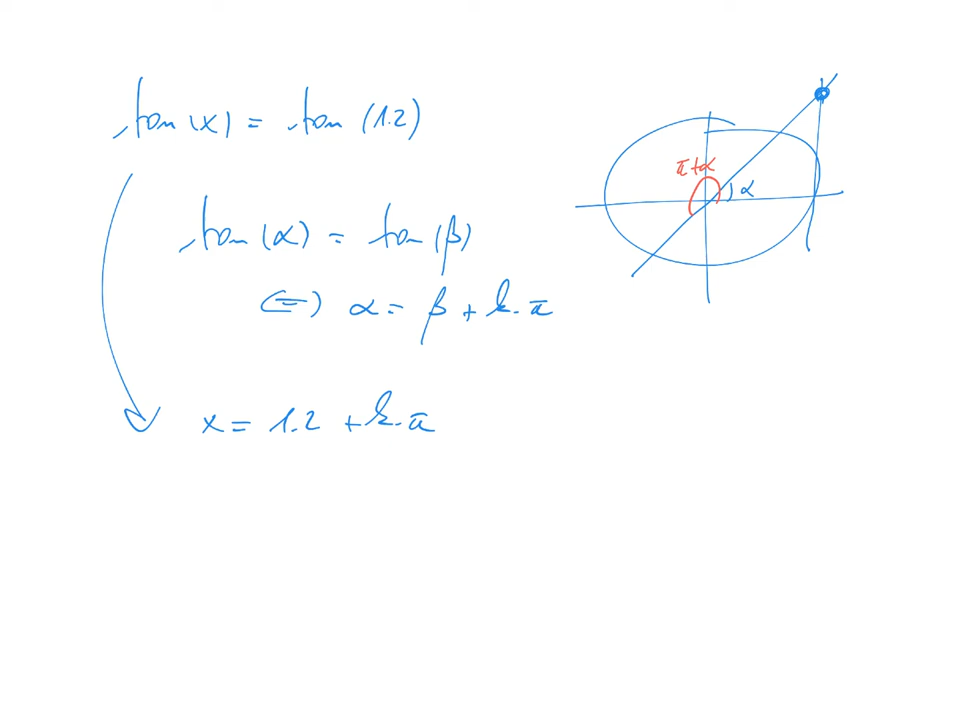 tan(x) = tan(1.2)
π+α
α
tan(α) = tan(β)
⇔ α = β + k.π
x = 1.2 + k.π